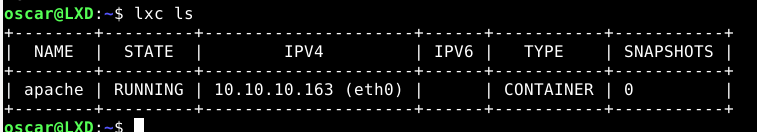 oscar@LXD:~$ lxc ls
+--------+---------+---------------------+------+-----------+-----------+
|  NAME  |  STATE  |        IPV4         | IPV6 |   TYPE    | SNAPSHOTS |
+--------+---------+---------------------+------+-----------+-----------+
| apache | RUNNING | 10.10.10.163 (eth0) |      | CONTAINER | 0         |
+--------+---------+---------------------+------+-----------+-----------+
oscar@LXD:~$